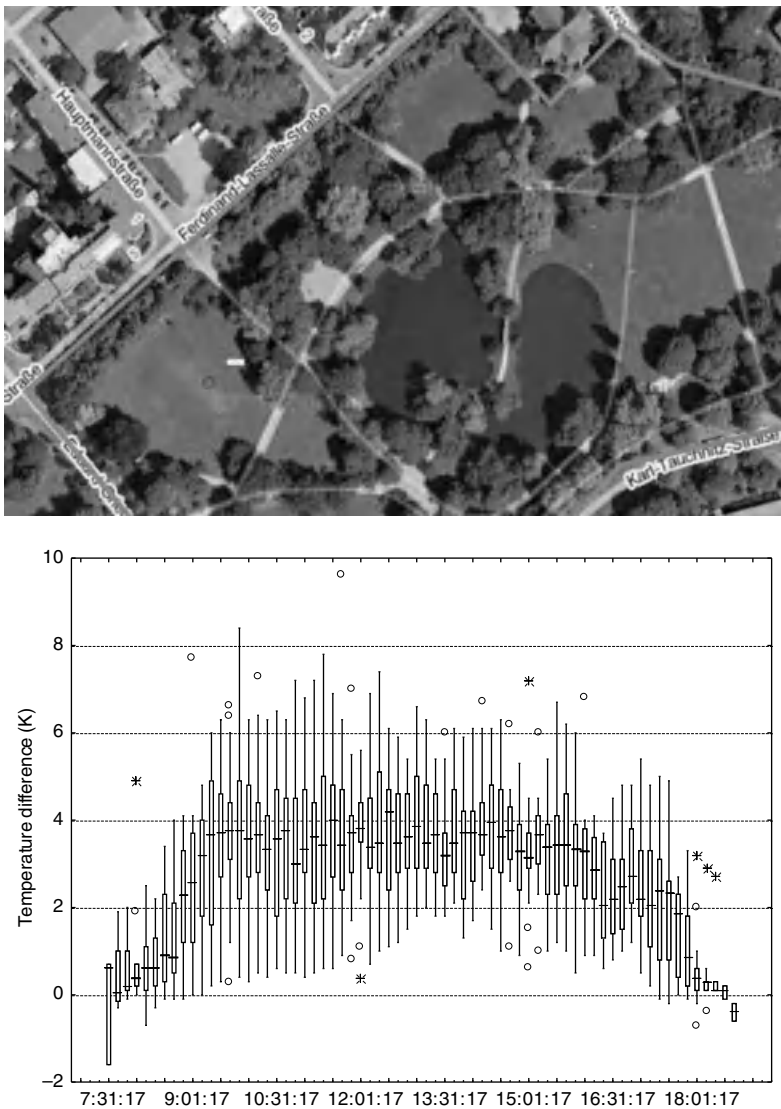 Straße
Hauptmannstraße
Ferdinand-Lassalle-Straße
Straße
Karl-Tauchnitz-Straße
10
8
6
4
2
0
−2
Temperature difference (K)
7:31:17 9:01:17 10:31:17 12:01:17 13:31:17 15:01:17 16:31:17 18:01:17